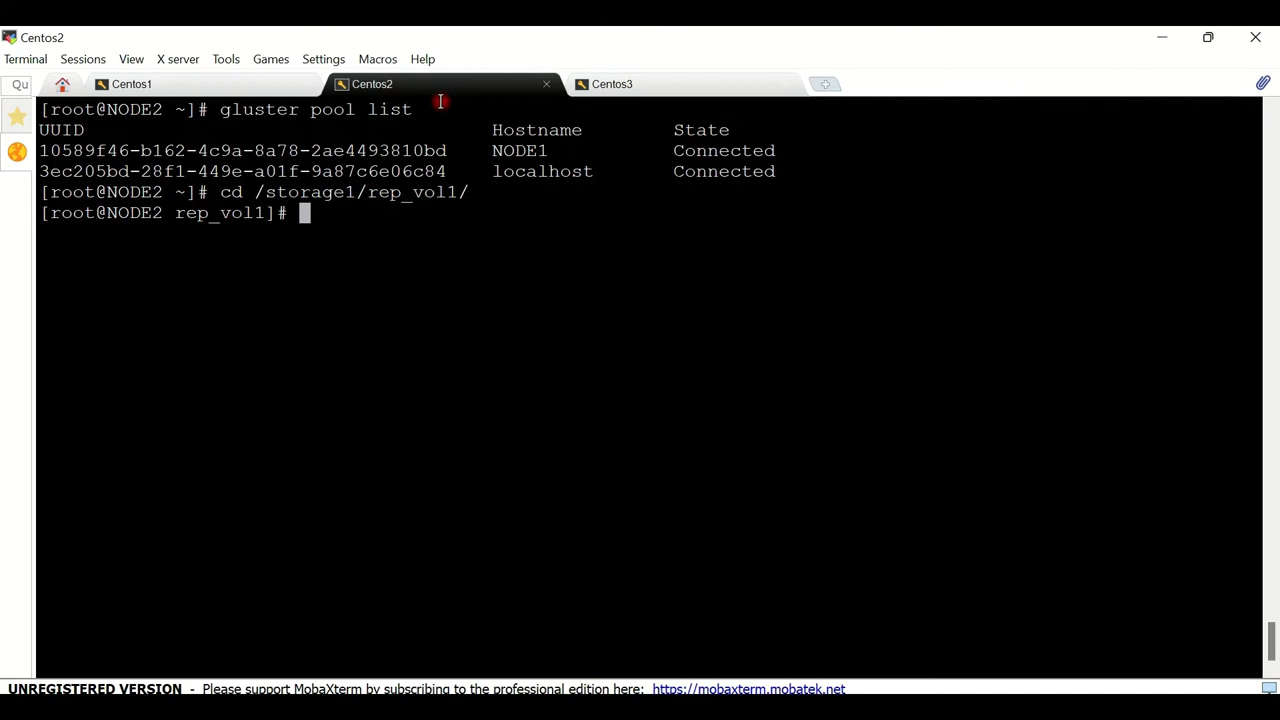 Centos2
Terminal Sessions View X server Tools Games Settings Macros Help
Qu Centos1 Centos2 Centos3
[root@NODE2 ~]# gluster pool list
UUID Hostname State
10589f46-b162-4c9a-8a78-2ae4493810bd NODE1 Connected
3ec205bd-28f1-449e-a01f-9a87c6e06c84 localhost Connected
[root@NODE2 ~]# cd /storage1/rep_vol1/
[root@NODE2 rep_vol1]#
UNREGISTERED VERSION - Please support MobaXterm by subscribing to the professional edition here: https://mobaxterm.mobatek.net